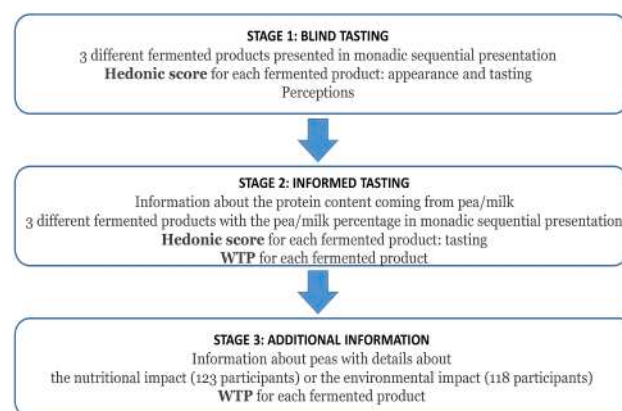 STAGE 1: BLIND TASTING
3 different fermented products presented in monadic sequential presentation
Hedonic score for each fermented product: appearance and tasting
Perceptions
STAGE 2: INFORMED TASTING
Information about the protein content coming from pea/milk
3 different fermented products with the pea/milk percentage in monadic sequential presentation
Hedonic score for each fermented product: tasting
WTP for each fermented product
STAGE 3: ADDITIONAL INFORMATION
Information about peas with details about
the nutritional impact (123 participants) or the environmental impact (118 participants)
WTP for each fermented product